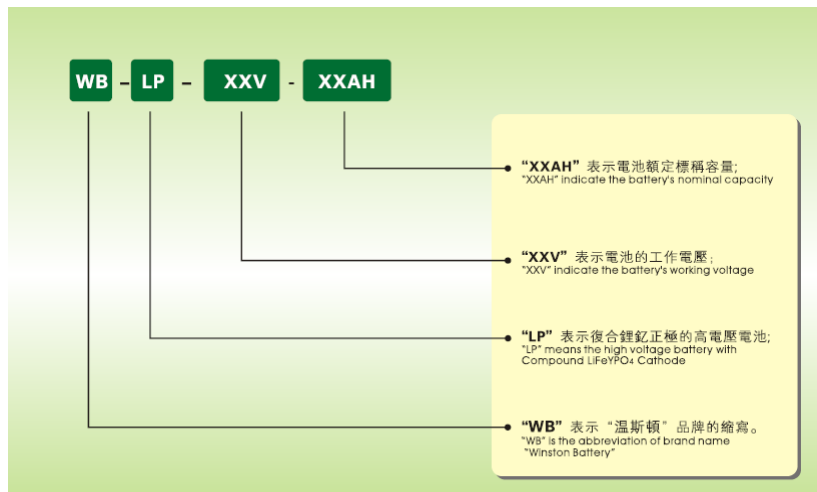 WB – LP – XXV - XXAH
“XXAH” 表示電池額定標稱容量;
“XXAH” indicate the battery's nominal capacity
“XXV” 表示電池的工作電壓;
“XXV” indicate the battery's working voltage
“LP” 表示復合鋰釔正極的高電壓電池;
“LP” means the high voltage battery with
Compound LiFeYPO4 Cathode
“WB” 表示“温斯頓”品牌的縮寫。
“WB” is the abbreviation of brand name
“Winston Battery”